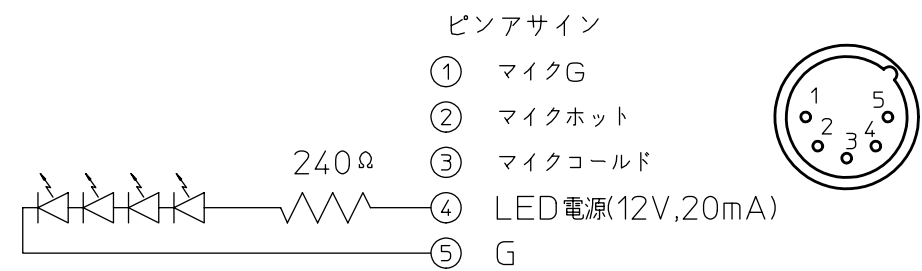 ピンアサイン
① マイクG
② マイクホット
③ マイクコールド
240Ω
④ LED電源(12V,20mA)
⑤ G
1
5
2
4
3